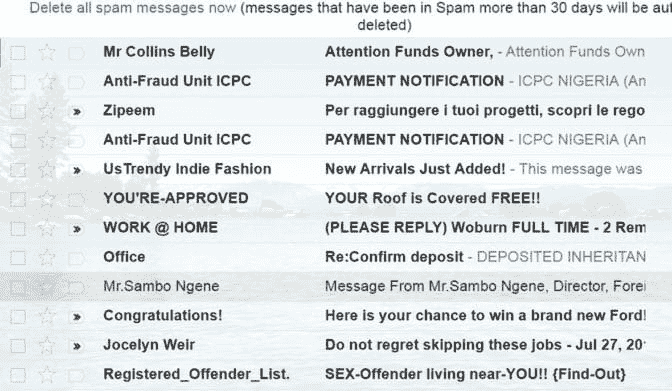 Delete all spam messages now (messages that have been in Spam more than 30 days will be
deleted)
Mr Collins Belly Attention Funds Owner, - Attention Funds Own
Anti-Fraud Unit ICPC PAYMENT NOTIFICATION - ICPC NIGERIA (An
» Zipeem Per raggiungere i tuoi progetti, scopri le rego
Anti-Fraud Unit ICPC PAYMENT NOTIFICATION - ICPC NIGERIA (An
» UsTrendy Indie Fashion New Arrivals Just Added! - This message was
YOU'RE-APPROVED YOUR Roof is Covered FREE!!
» WORK @ HOME (PLEASE REPLY) Woburn FULL TIME - 2 Rem
Office Re:Confirm deposit - DEPOSITED INHERITAN
Mr.Sambo Ngene Message From Mr.Sambo Ngene, Director, Forei
» Congratulations! Here is your chance to win a brand new Ford!
» Jocelyn Weir Do not regret skipping these jobs - Jul 27, 20
Registered_Offender_List. SEX-Offender living near-YOU!! {Find-Out}